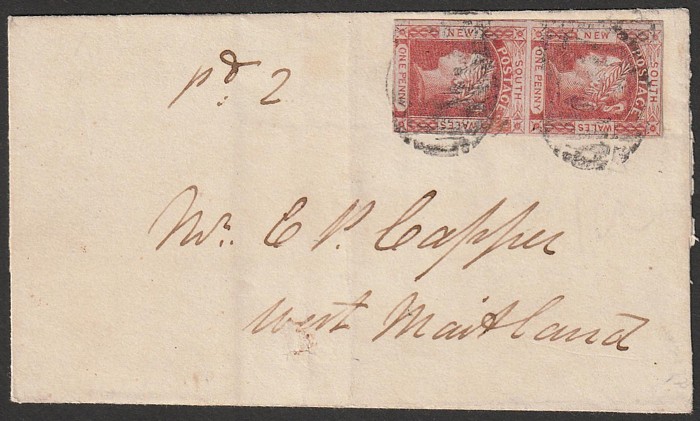 SOUTH
NEW
POSTAGE
WALES
ONE PENNY
SOUTH
NEW
POSTAGE
WALES
ONE PENNY
pd. 2
Mr. E P. Capper
West Maitland